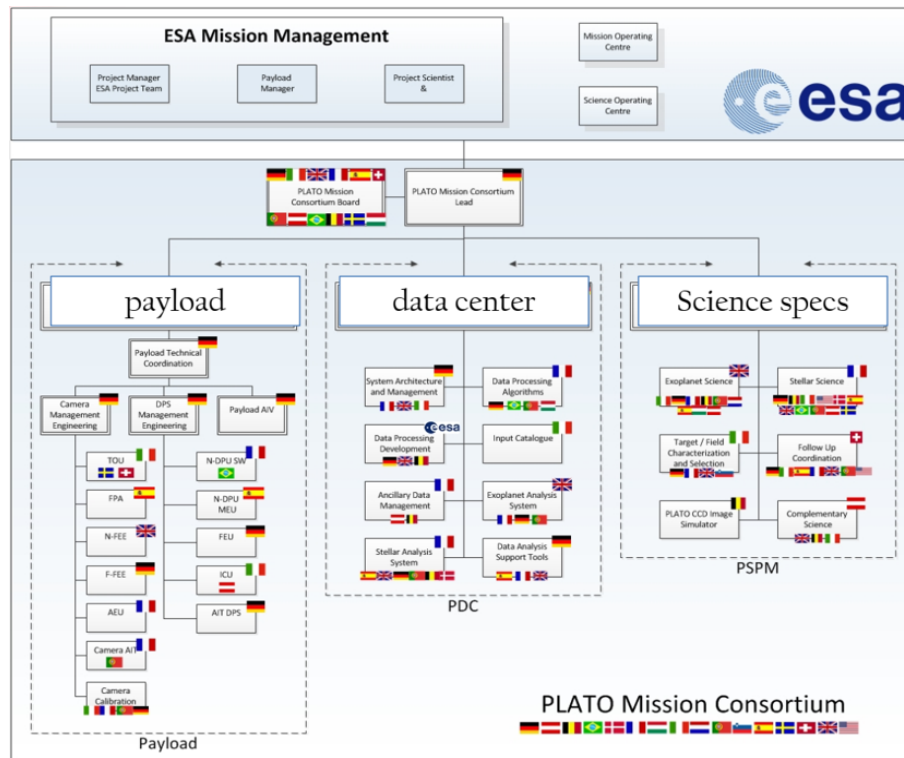 ESA Mission Management
Project Manager
ESA Project Team
Payload
Manager
Project Scientist
&
Mission Operating
Centre
Science Operating
Centre
esa
PLATO Mission
Consortium Board
PLATO Mission Consortium
Lead
payload
data center
Science specs
Payload Technical
Coordination
Camera
Management
Engineering
DPS
Management
Engineering
Payload AIV
TOU
FPA
N-FEE
F-FEE
AEU
Camera AIT
Camera
Calibration
N-DPU SW
N-DPU
MEU
FEU
ICU
AIT DPS
Payload
System Architecture
and Management
Data Processing
Algorithms
esa
Data Processing
Development
Input Catalogue
Ancillary Data
Management
Exoplanet Analysis
System
Stellar Analysis
System
Data Analysis
Support Tools
PDC
Exoplanet Science
Stellar Science
Target / Field
Characterization
and Selection
Follow Up
Coordination
PLATO CCD Image
Simulator
Complementary
Science
PSPM
PLATO Mission Consortium